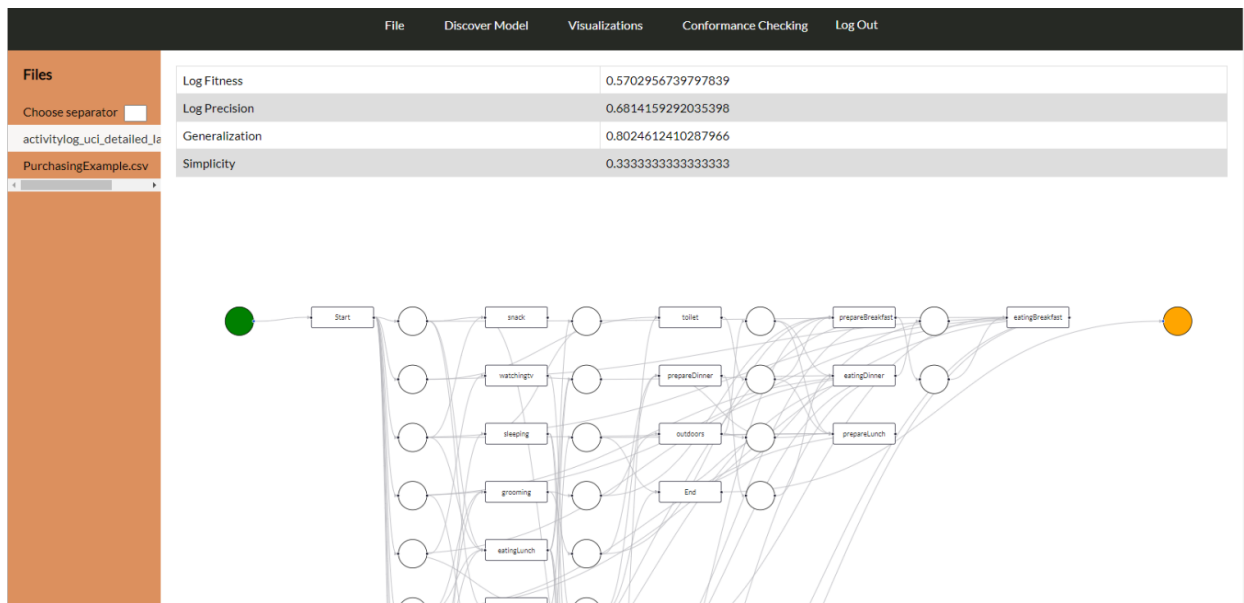 File Discover Model Visualizations Conformance Checking Log Out
Files
Choose separator
activitylog_uci_detailed_la
PurchasingExample.csv
Log Fitness 0.5702956739797839
Log Precision 0.6814159292035398
Generalization 0.8024612410287966
Simplicity 0.3333333333333333
Start snack toilet prepareBreakfast eatingBreakfast
watchingtv prepareDinner eatingDinner
sleeping outdoors prepareLunch
grooming End
eatingLunch